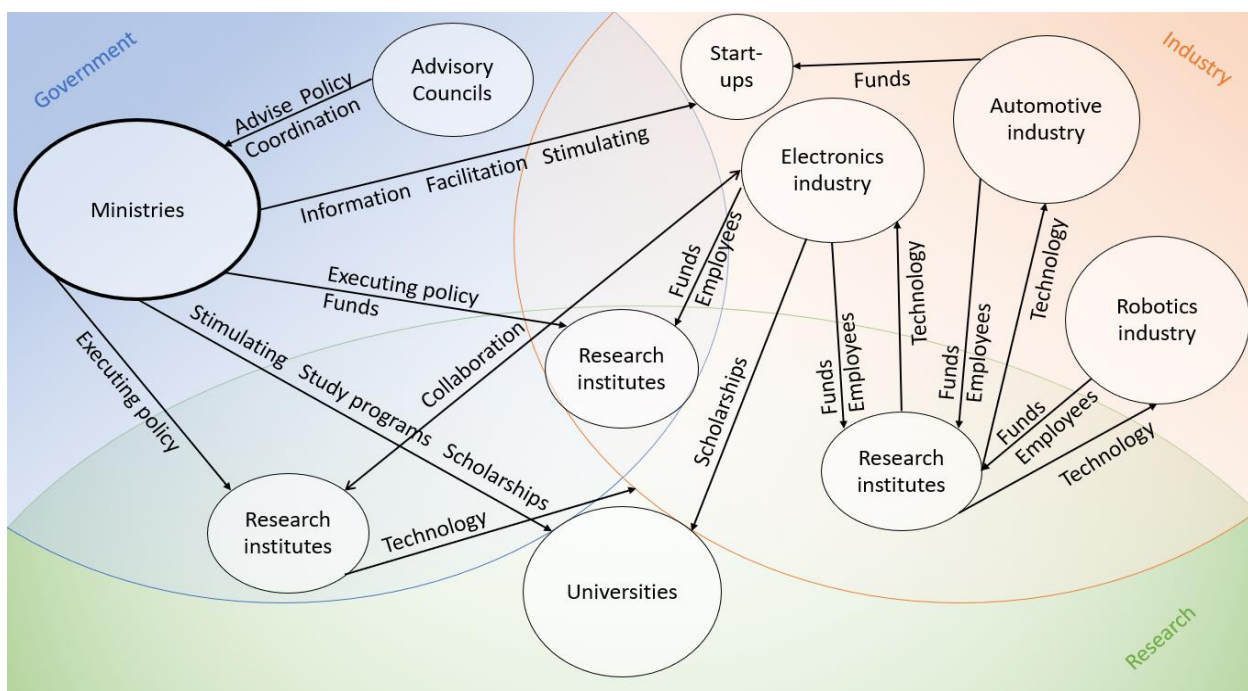 Government
Industry
Start-
ups
Advisory
Councils
Funds
Automotive
industry
Advise Policy
Coordination
Electronics
industry
Information Facilitation Stimulating
Ministries
Funds
Employees
Technology
Technology
Robotics
industry
Executing policy
Funds
Stimulating Study programs Scholarships
Executing policy
Collaboration
Research
institutes
Scholarships
Funds
Employees
Funds
Employees
Funds
Employees
Technology
Research
institutes
Research
institutes
Technology
Universities
Research